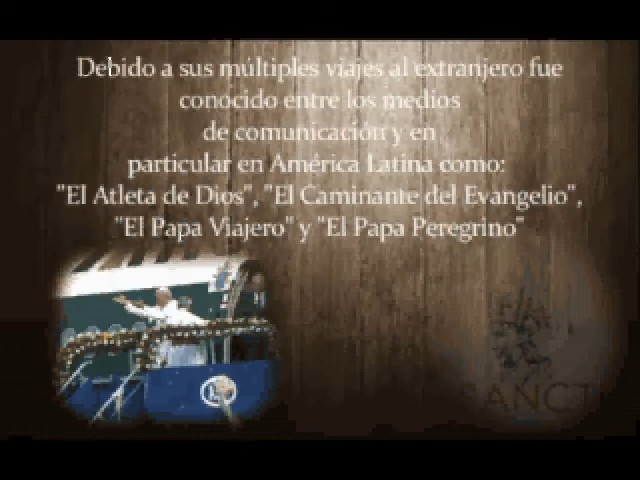 Debido a sus múltiples viajes al extranjero fue
conocido entre los medios
de comunicación y en
particular en América Latina como:
"El Atleta de Dios", "El Caminante del Evangelio",
"El Papa Viajero" y "El Papa Peregrino"
SANCT